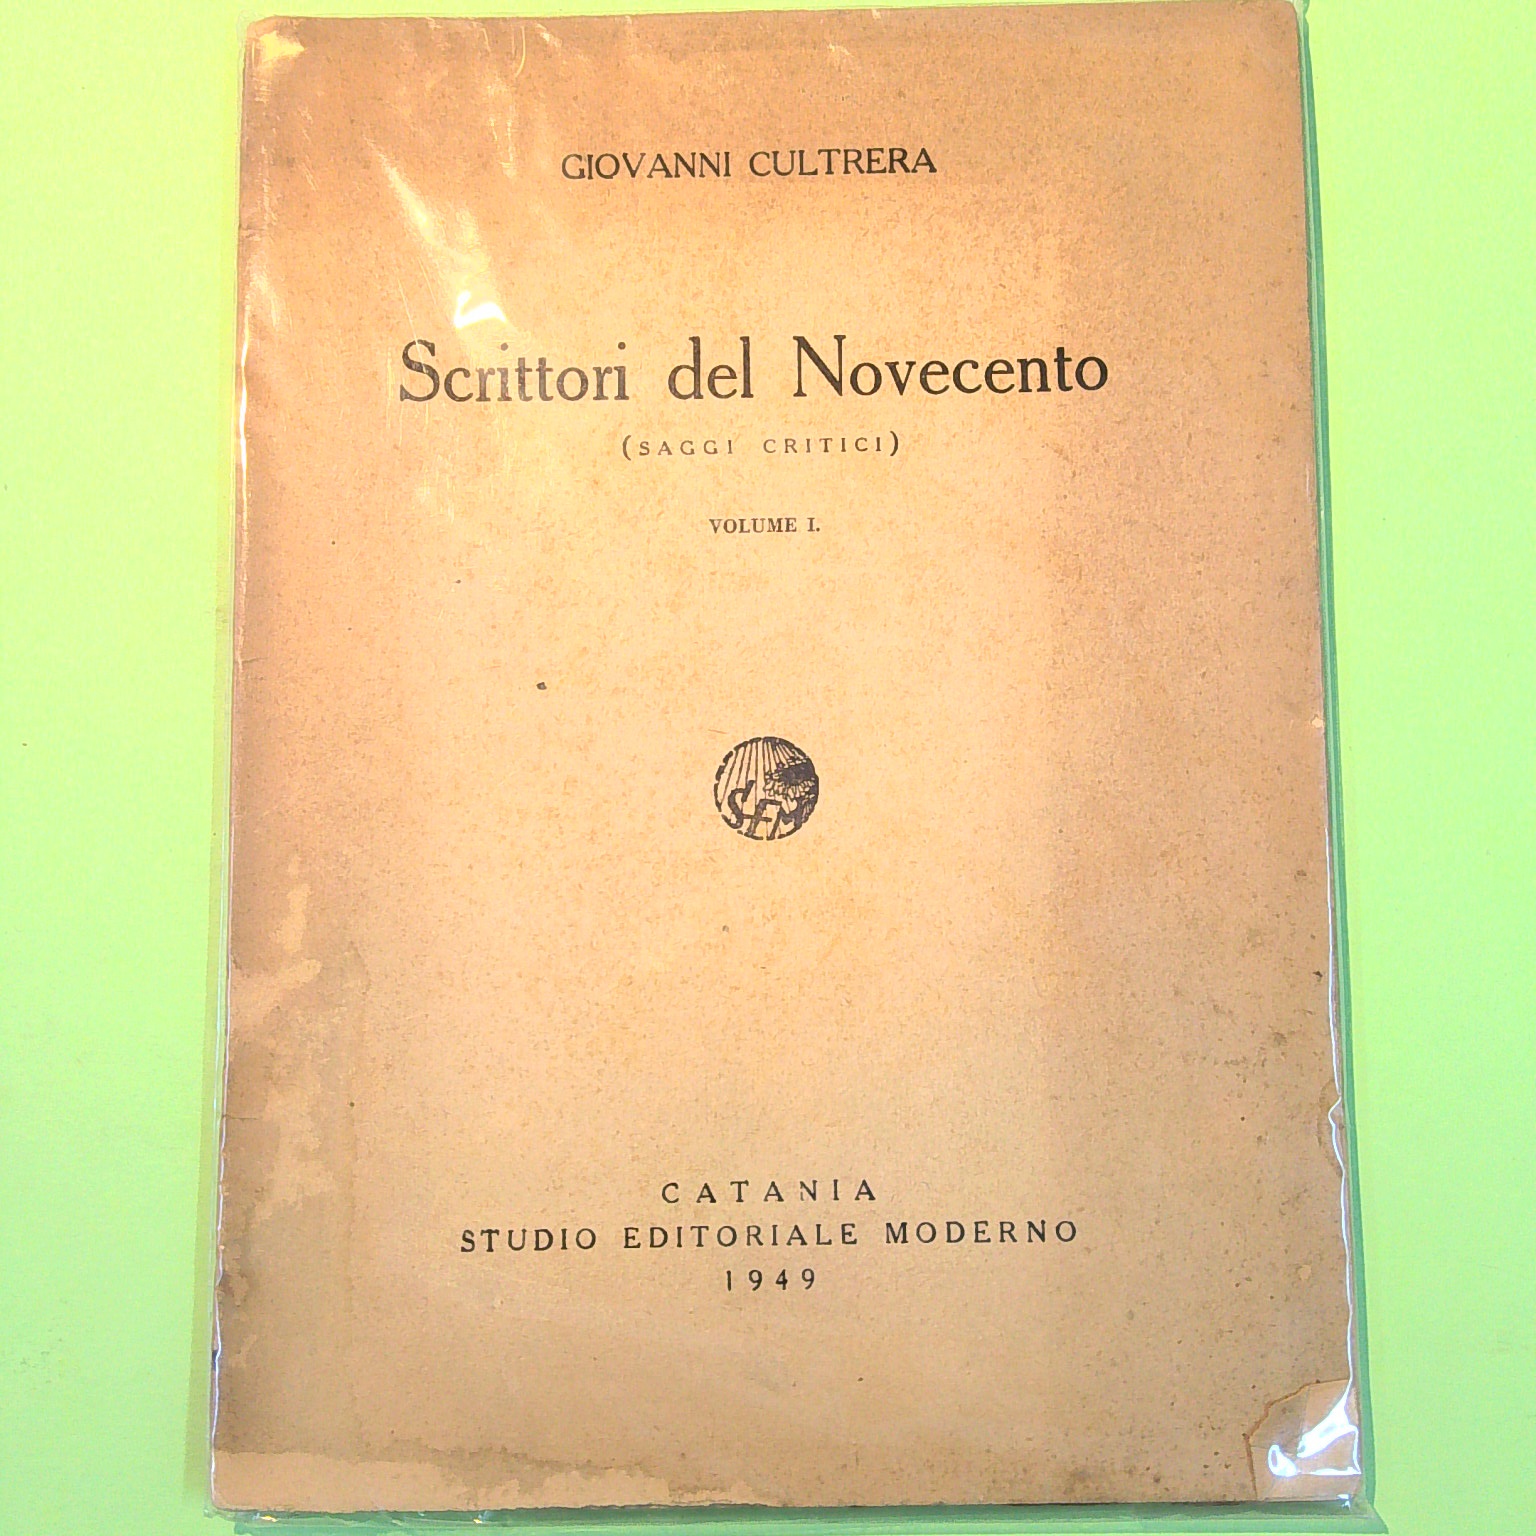 GIOVANNI CULTRERA
Scrittori del Novecento
(SAGGI CRITICI)
VOLUME I.
SEM
CATANIA
STUDIO EDITORIALE MODERNO
1949